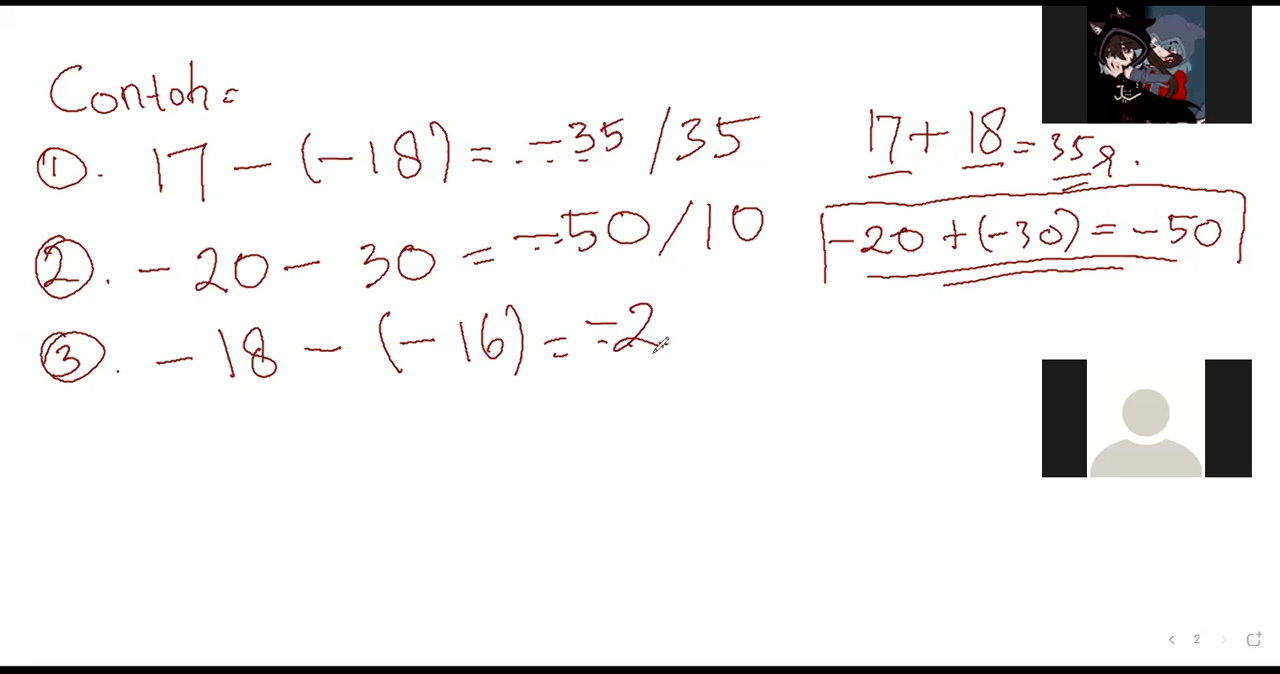 Contoh =
①. 17 - (-18) = -35 / 35
17 + 18 = 35
②. -20 - 30 = -50 / 10
-20 + (-30) = -50
③. -18 - (-16) = -2
2